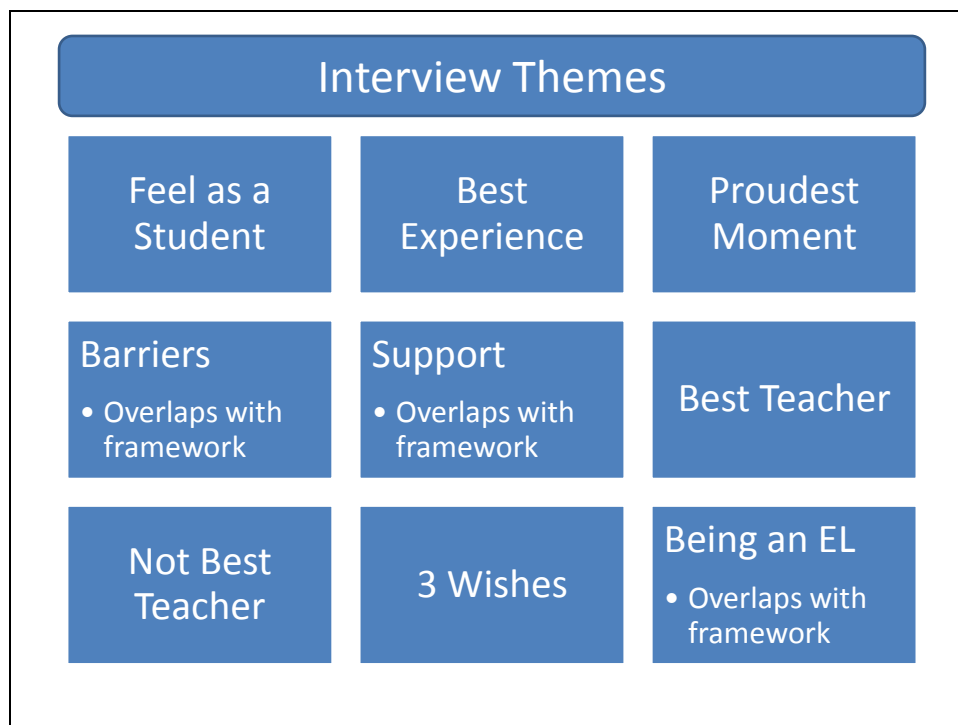 Interview Themes
Feel as a
Student
Best
Experience
Proudest
Moment
Barriers
• Overlaps with
framework
Support
• Overlaps with
framework
Best Teacher
Not Best
Teacher
3 Wishes
Being an EL
• Overlaps with
framework